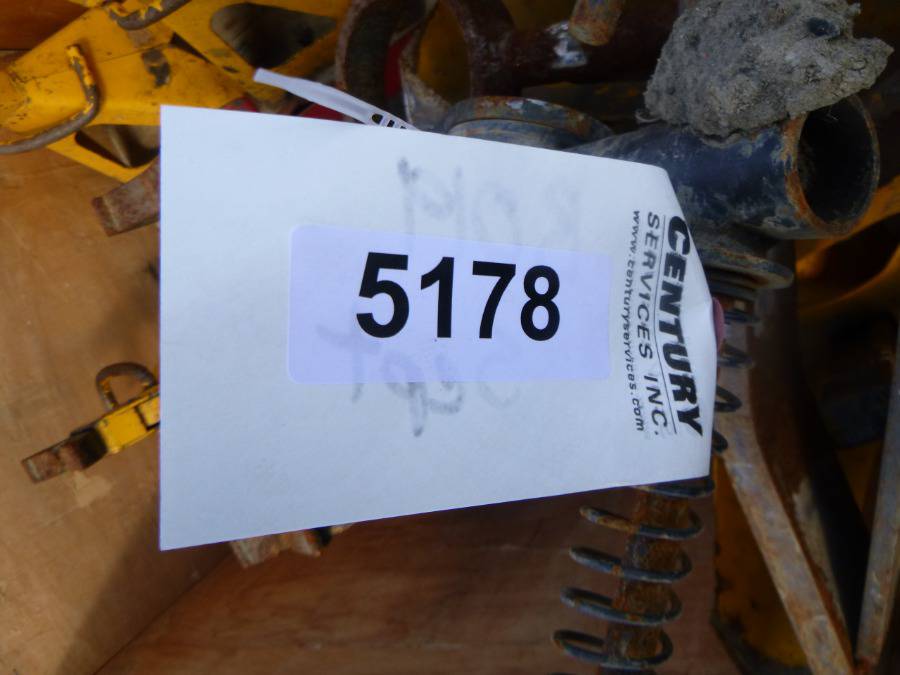 5178
CENTURY
SERVICES INC.
www.centuryservices.com